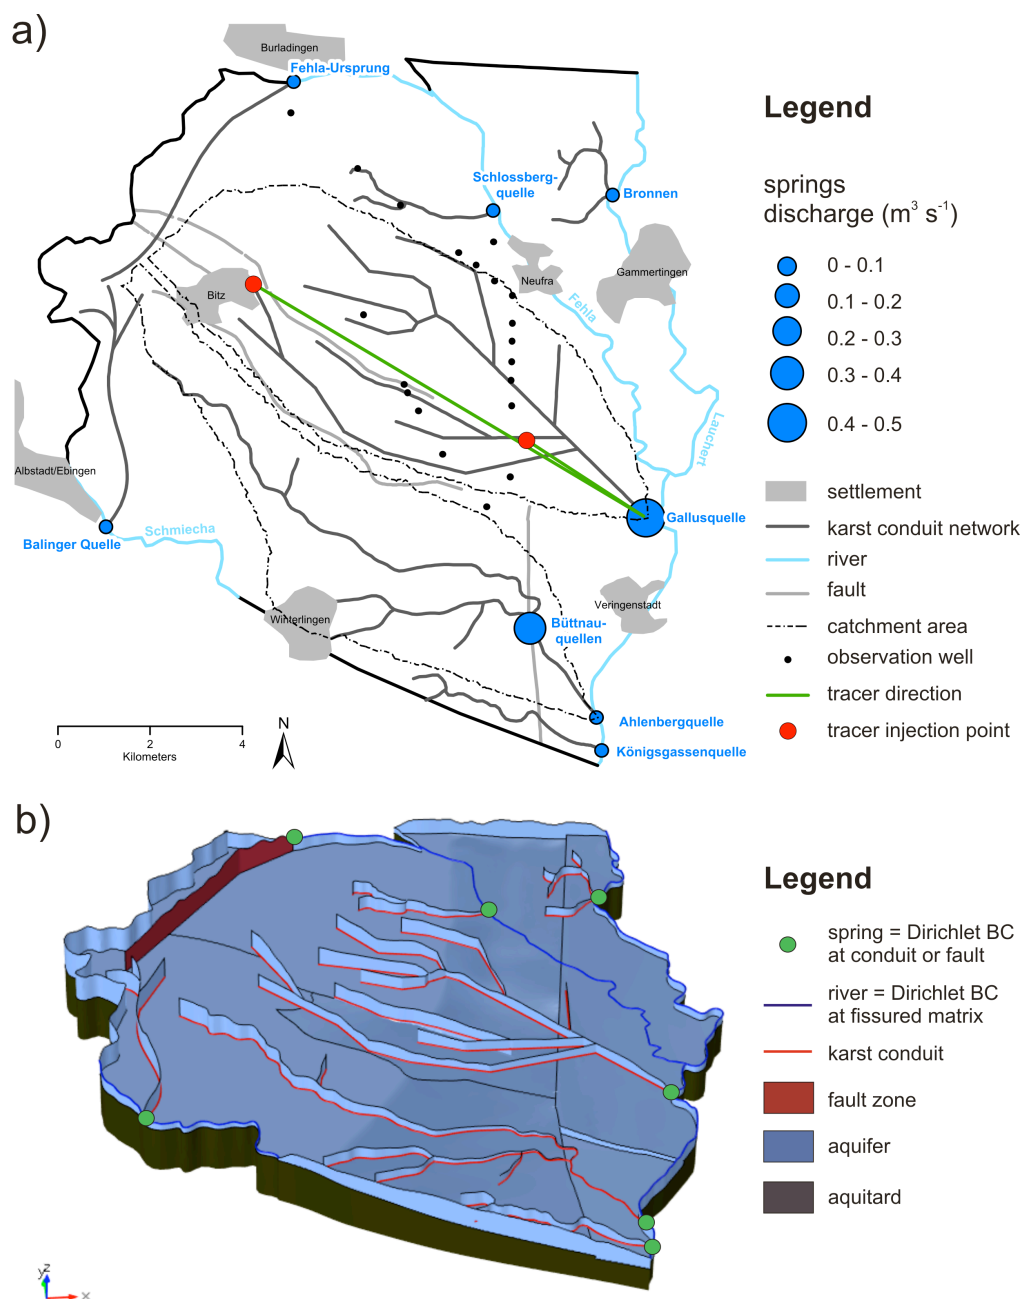 a)
Burladingen
Fehla-Ursprung
Schlossberg-
quelle
Bronnen
Gammertingen
Neufra
Bitz
Fehla
Lauchert
Albstadt/Ebingen
Gallusquelle
Schmiecha
Balinger Quelle
Veringenstadt
Winterlingen
Büttnau-
quellen
Ahlenbergquelle
Königsgassenquelle
0 2 4
Kilometers
N
Legend
springs
discharge (m³ s⁻¹)
0 - 0.1
0.1 - 0.2
0.2 - 0.3
0.3 - 0.4
0.4 - 0.5
settlement
karst conduit network
river
fault
catchment area
observation well
tracer direction
tracer injection point
b)
Legend
spring = Dirichlet BC
at conduit or fault
river = Dirichlet BC
at fissured matrix
karst conduit
fault zone
aquifer
aquitard
y z
x